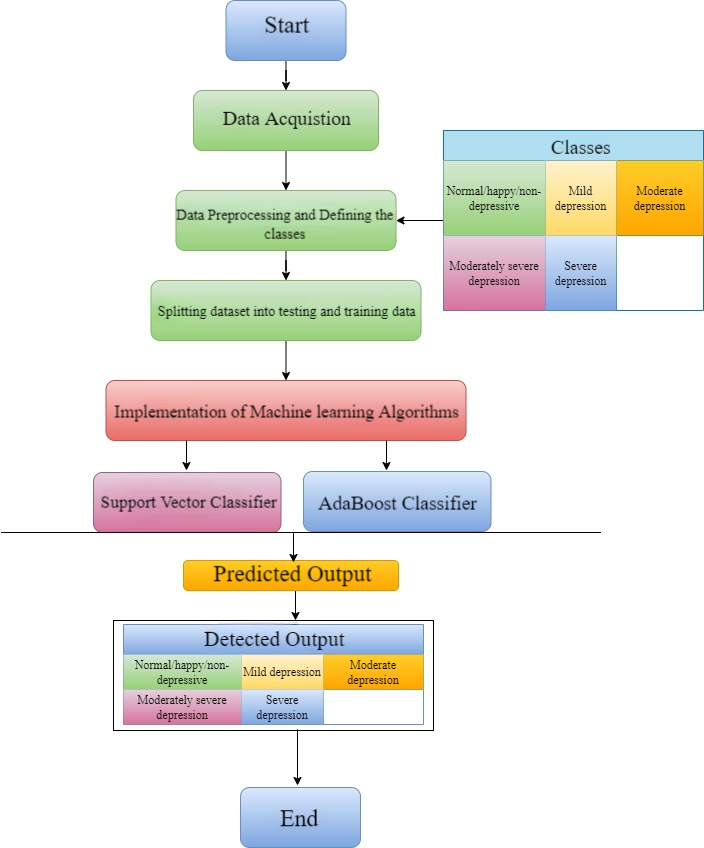 Start
Data Acquistion
Classes
Normal/happy/non-
depressive
Mild
depression
Moderate
depression
Data Preprocessing and Defining the
classes
Moderately severe
depression
Severe
depression
Splitting dataset into testing and training data
Implementation of Machine learning Algorithms
Support Vector Classifier
AdaBoost Classifier
Predicted Output
Detected Output
Normal/happy/non-
depressive
Mild depression
Moderate
depression
Moderately severe
depression
Severe
depression
End